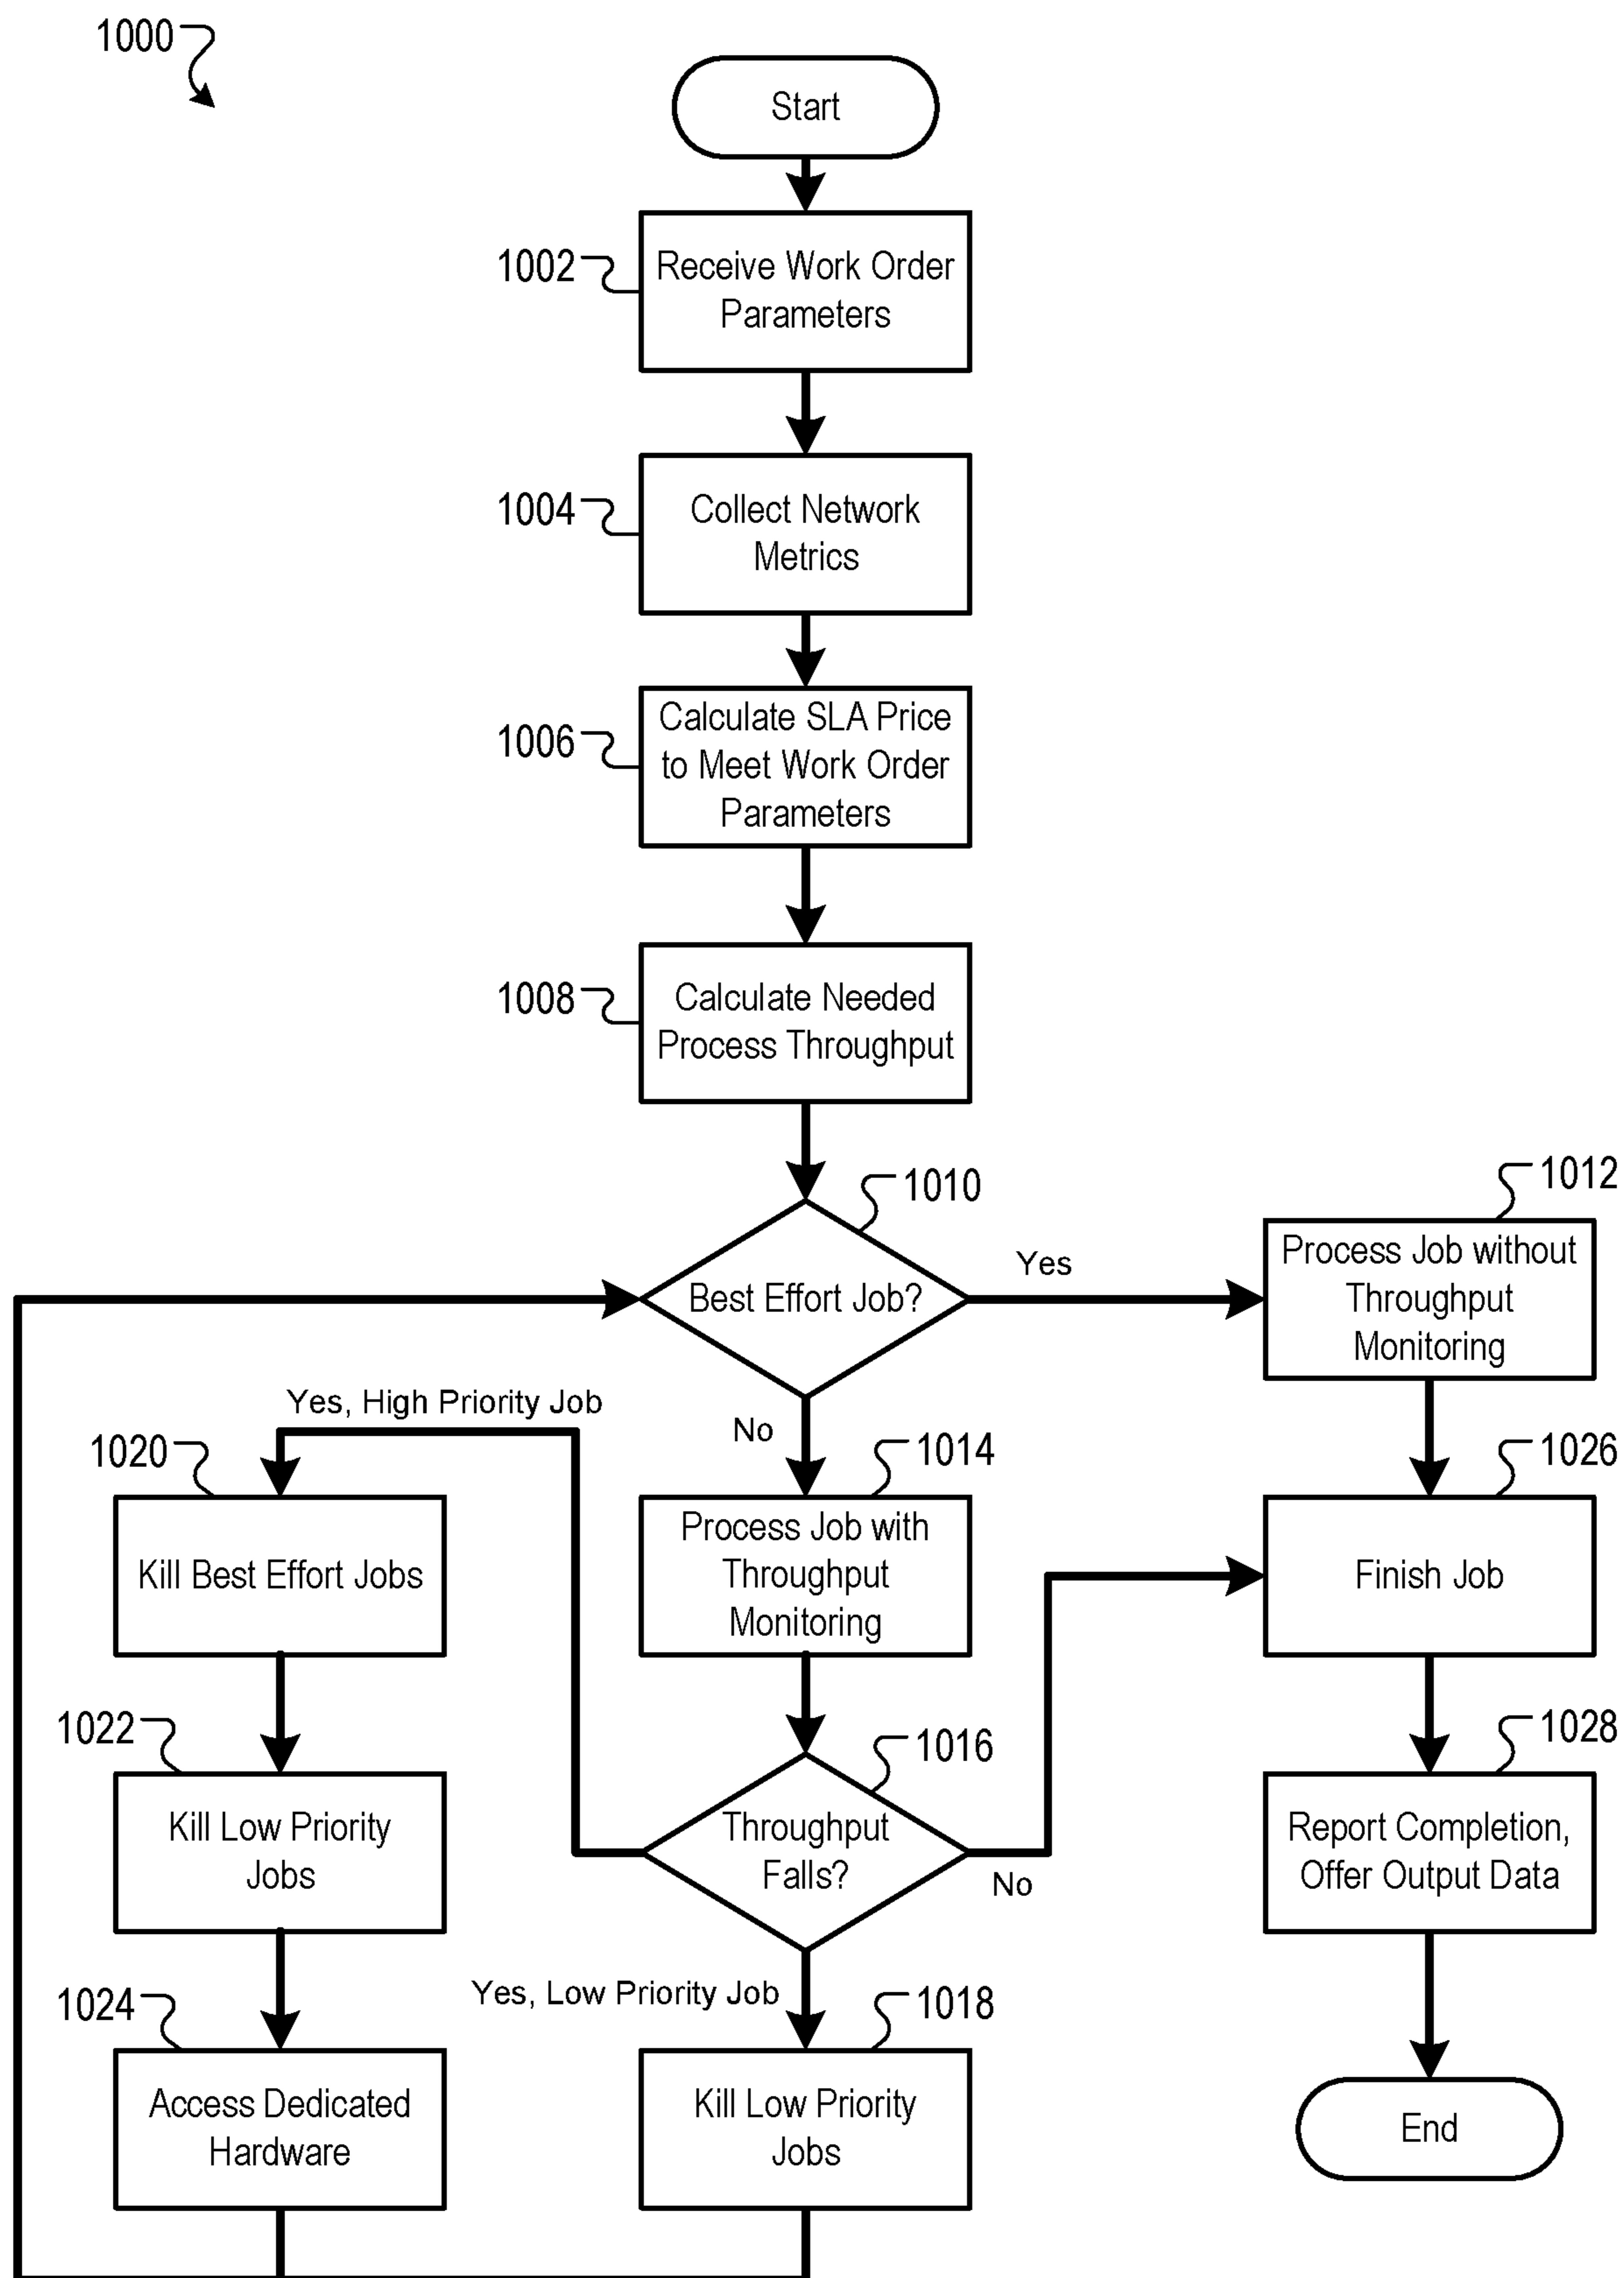 1000
Start
1002
Receive Work Order
Parameters
1004
Collect Network
Metrics
1006
Calculate SLA Price
to Meet Work Order
Parameters
1008
Calculate Needed
Process Throughput
1010
Best Effort Job?
Yes
1012
Process Job without
Throughput
Monitoring
Yes, High Priority Job
No
1020
Kill Best Effort Jobs
1014
Process Job with
Throughput
Monitoring
1026
Finish Job
1022
Kill Low Priority
Jobs
1016
Throughput
Falls?
No
1028
Report Completion,
Offer Output Data
Yes, Low Priority Job
1024
Access Dedicated
Hardware
1018
Kill Low Priority
Jobs
End